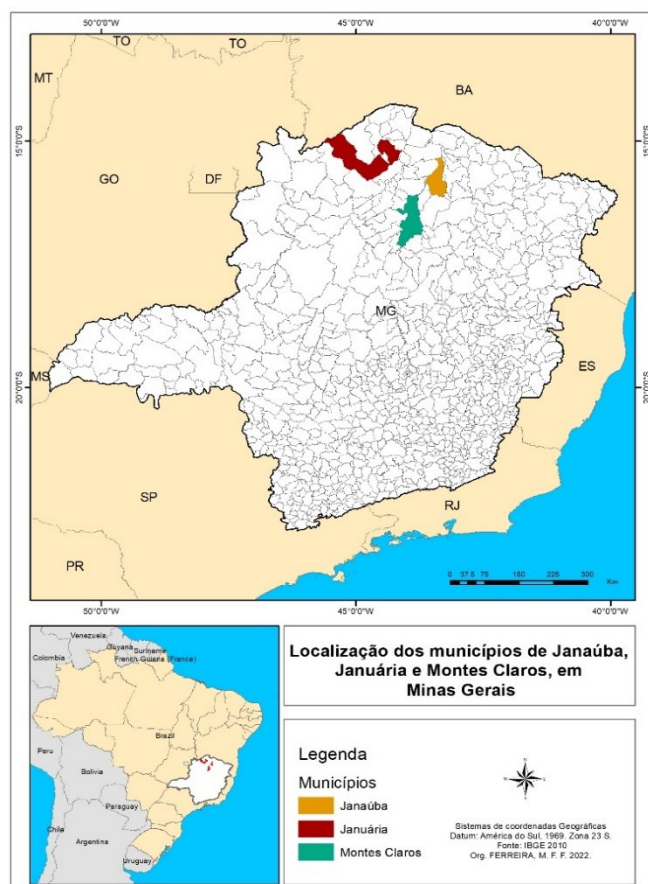 50°0'0"W 45°0'0"W 40°0'0"W
TO TO
MT
BA
15°0'0"S 15°0'0"S
GO DF
MG
ES
MS
20°0'0"S 20°0'0"S
SP
RJ
PR
0 37,5 75 150 225 300
Km
50°0'0"W 45°0'0"W 40°0'0"W
Venezuela
Guyana
Suriname
Colombia French Guiana (France)
Brazil
Peru
Bolivia
Paraguay
Chile
Argentina
Uruguay
Localização dos municípios de Janaúba,
Januária e Montes Claros, em
Minas Gerais
Legenda
Municípios
Janaúba
Januária
Montes Claros
Sistemas de coordenadas Geográficas
Datum: América do Sul, 1969. Zona 23 S.
Fonte: IBGE 2010
Org. FERREIRA, M. F. F. 2022.